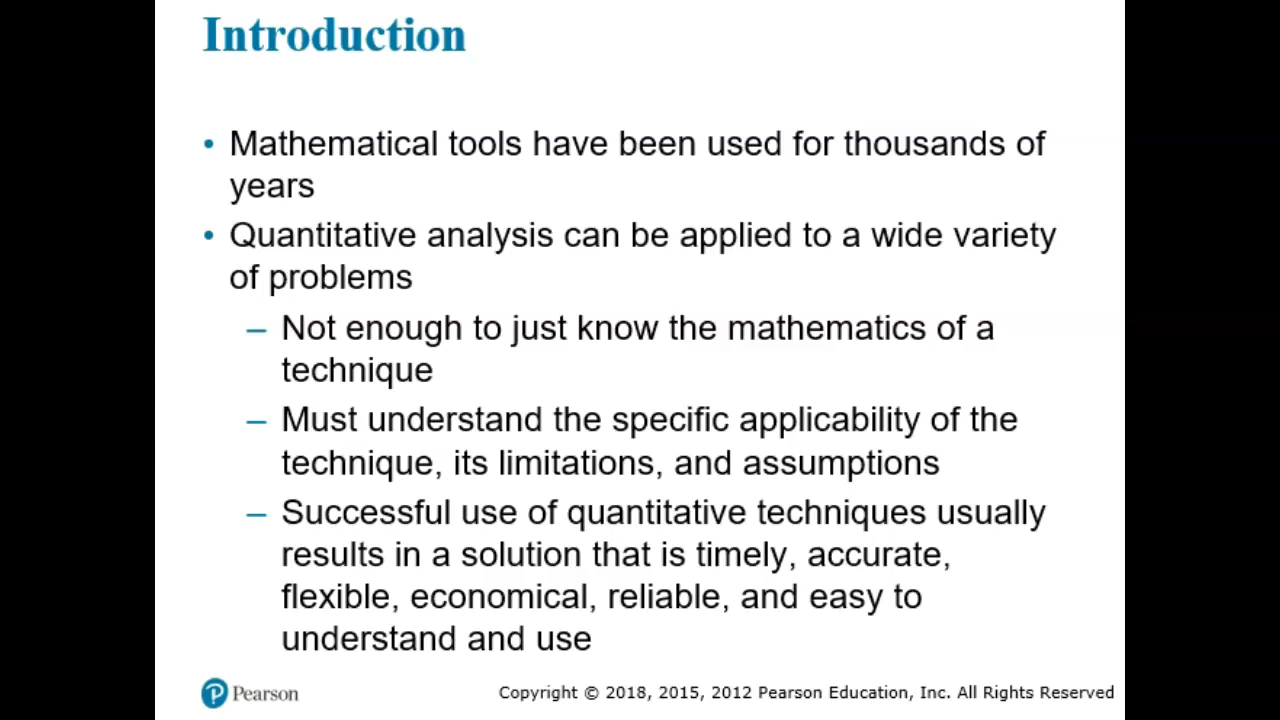 Introduction
• Mathematical tools have been used for thousands of
years
• Quantitative analysis can be applied to a wide variety
of problems
– Not enough to just know the mathematics of a
technique
– Must understand the specific applicability of the
technique, its limitations, and assumptions
– Successful use of quantitative techniques usually
results in a solution that is timely, accurate,
flexible, economical, reliable, and easy to
understand and use
P Pearson
Copyright © 2018, 2015, 2012 Pearson Education, Inc. All Rights Reserved